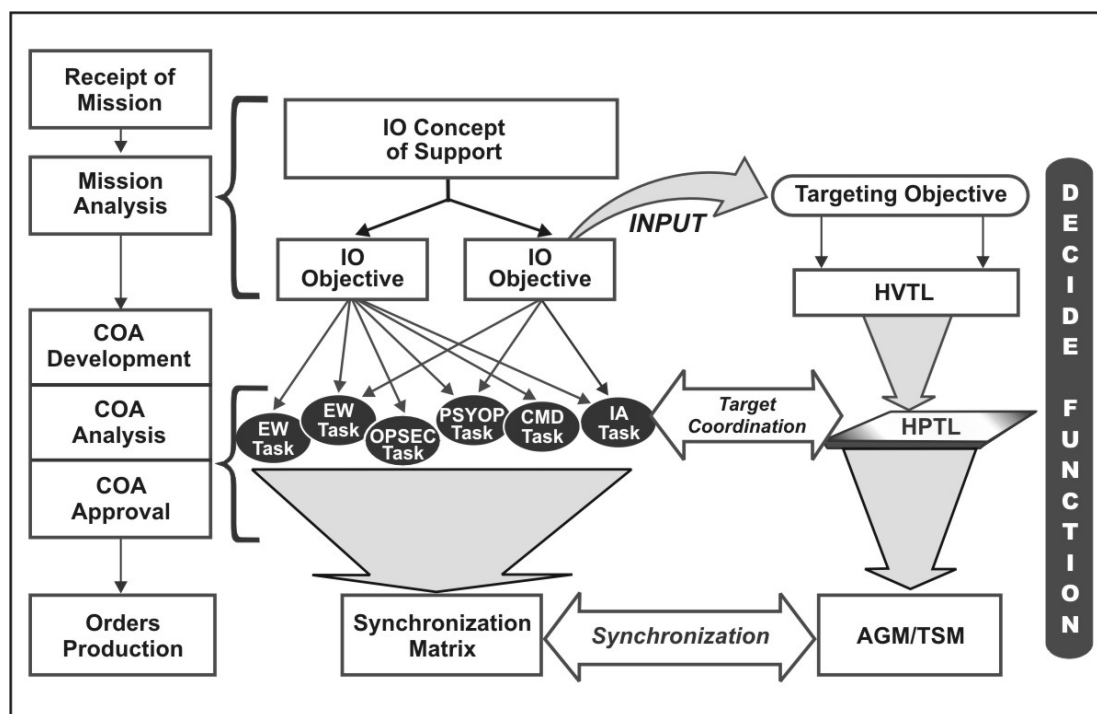 Receipt of
Mission
Mission
Analysis
COA
Development
COA
Analysis
COA
Approval
Orders
Production
IO Concept
of Support
IO
Objective
IO
Objective
EW
Task
EW
Task
OPSEC
Task
PSYOP
Task
CMD
Task
IA
Task
Synchronization
Matrix
INPUT
Target
Coordination
Synchronization
Targeting Objective
HVTL
HPTL
AGM/TSM
DECIDE FUNCTION